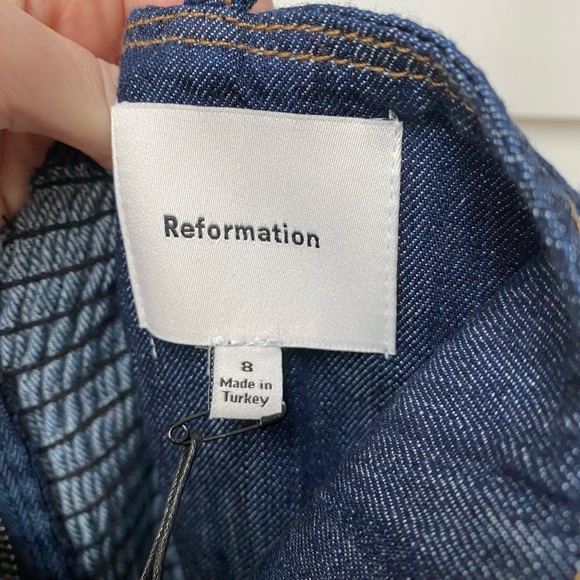 Reformation
8
Made in
Turkey